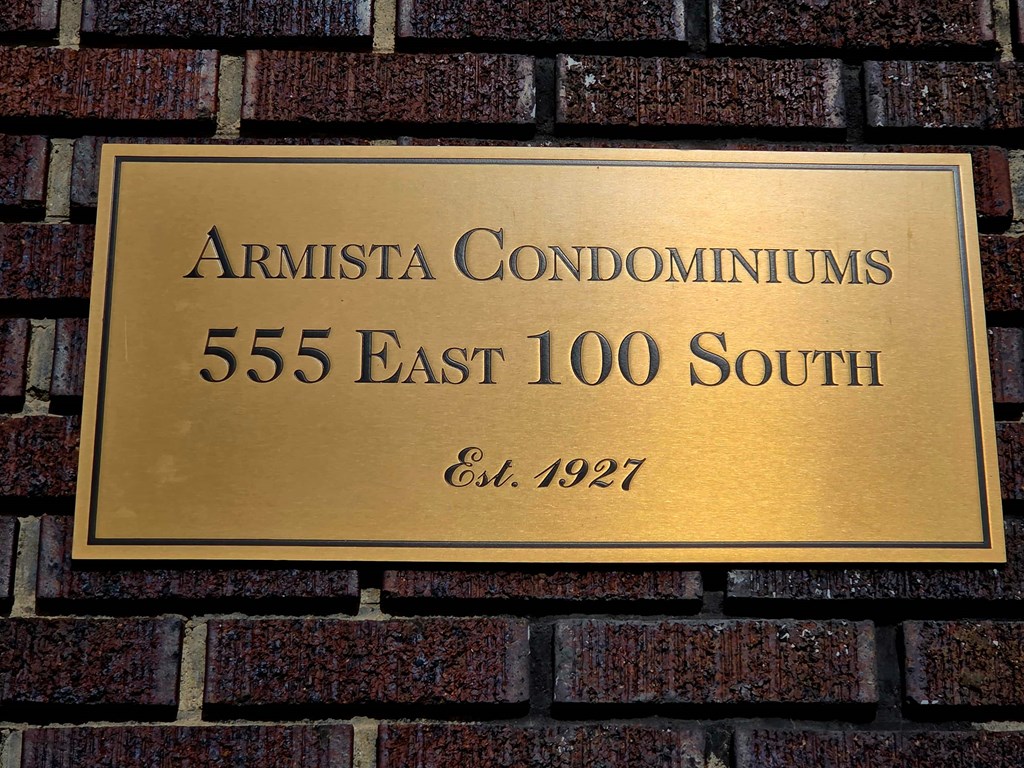 Armista Condominiums
555 East 100 South
Est. 1927